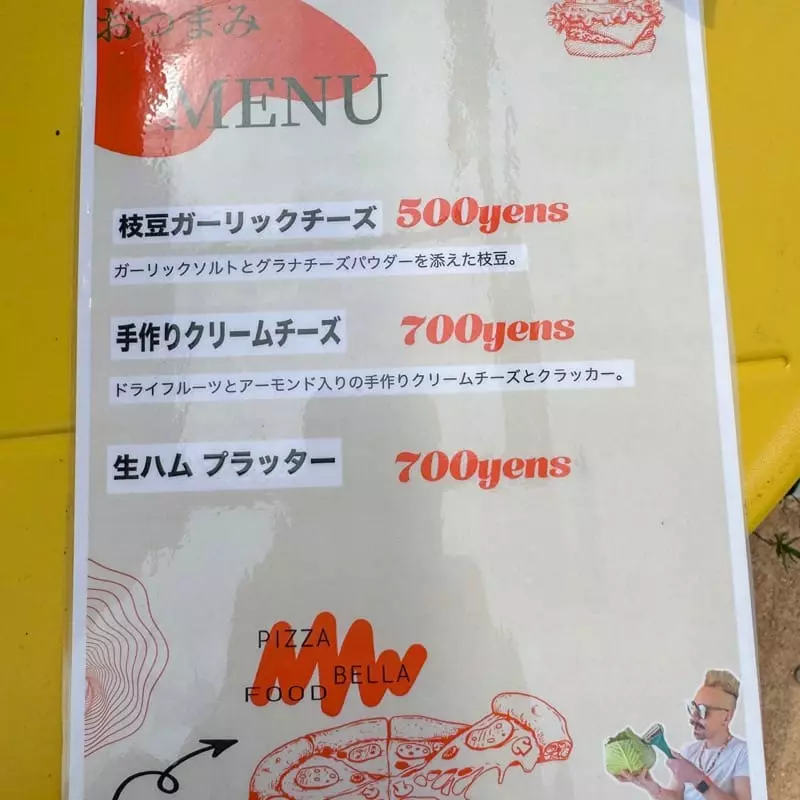 おつまみ
MENU
枝豆ガーリックチーズ 500yens
ガーリックソルトとグラナチーズパウダーを添えた枝豆。
手作りクリームチーズ 700yens
ドライフルーツとアーモンド入りの手作りクリームチーズとクラッカー。
生ハム プラッター 700yens
PIZZA
BELLA
FOOD